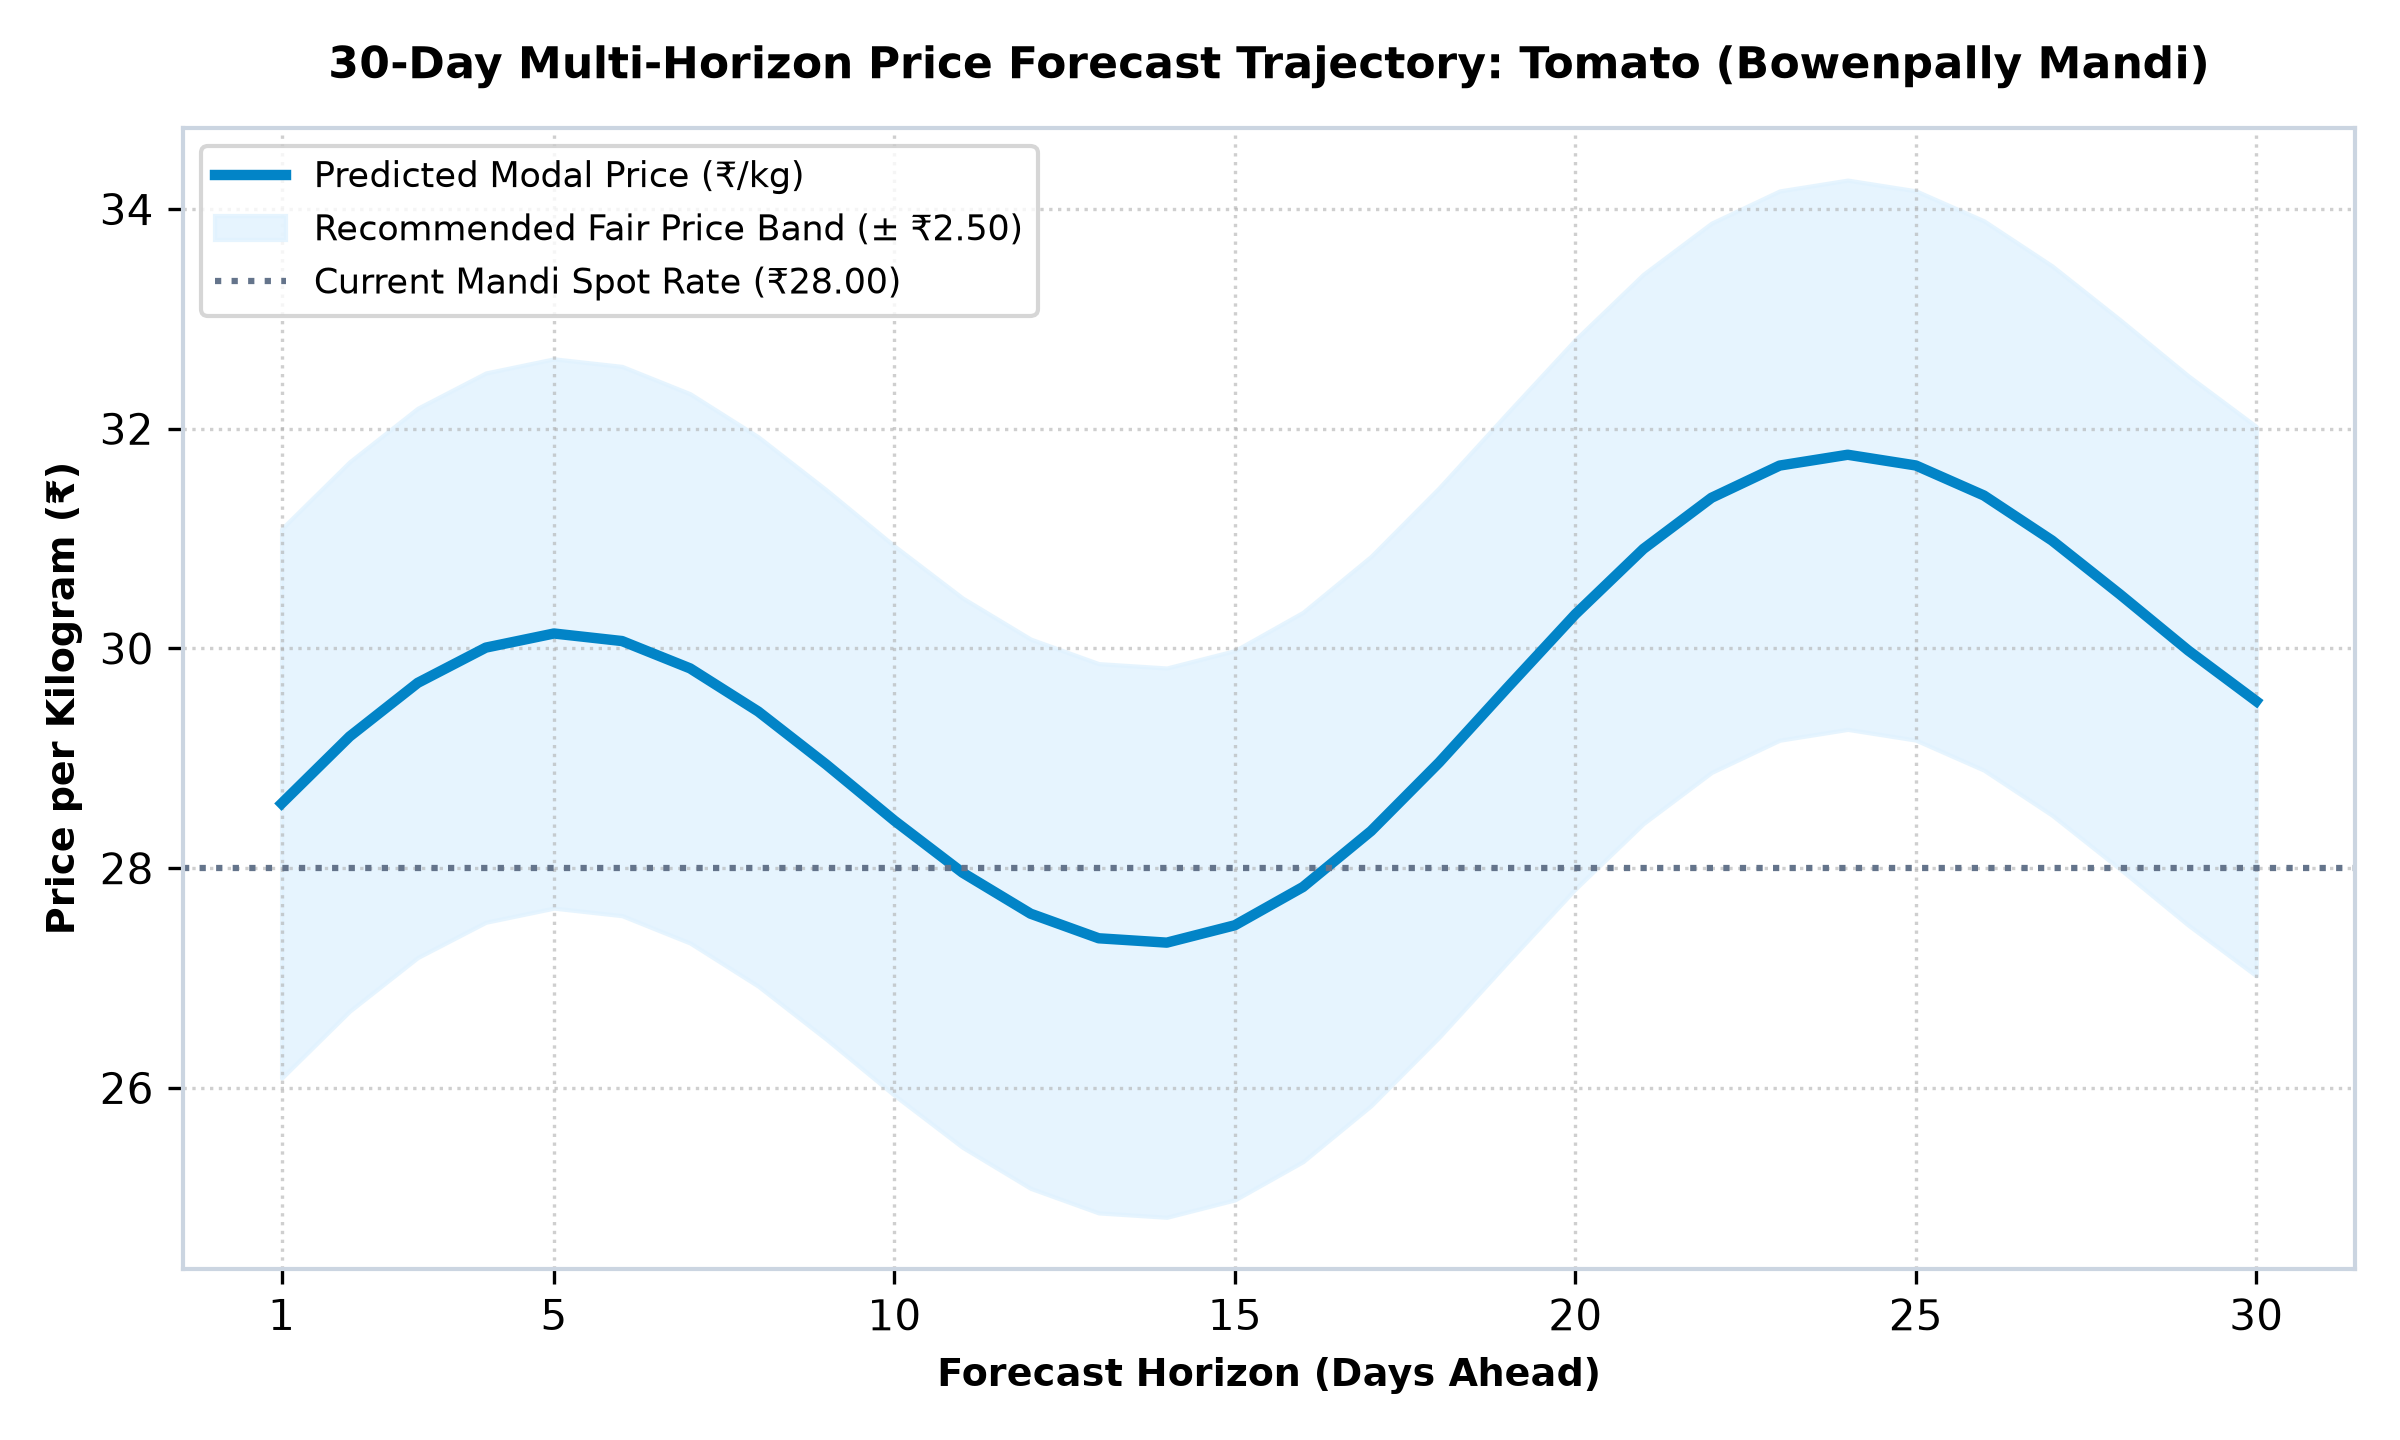 30-Day Multi-Horizon Price Forecast Trajectory: Tomato (Bowenpally Mandi)
Predicted Modal Price (₹/kg)
Recommended Fair Price Band (± ₹2.50)
Current Mandi Spot Rate (₹28.00)
Price per Kilogram (₹)
34
32
30
28
26
1 5 10 15 20 25 30
Forecast Horizon (Days Ahead)